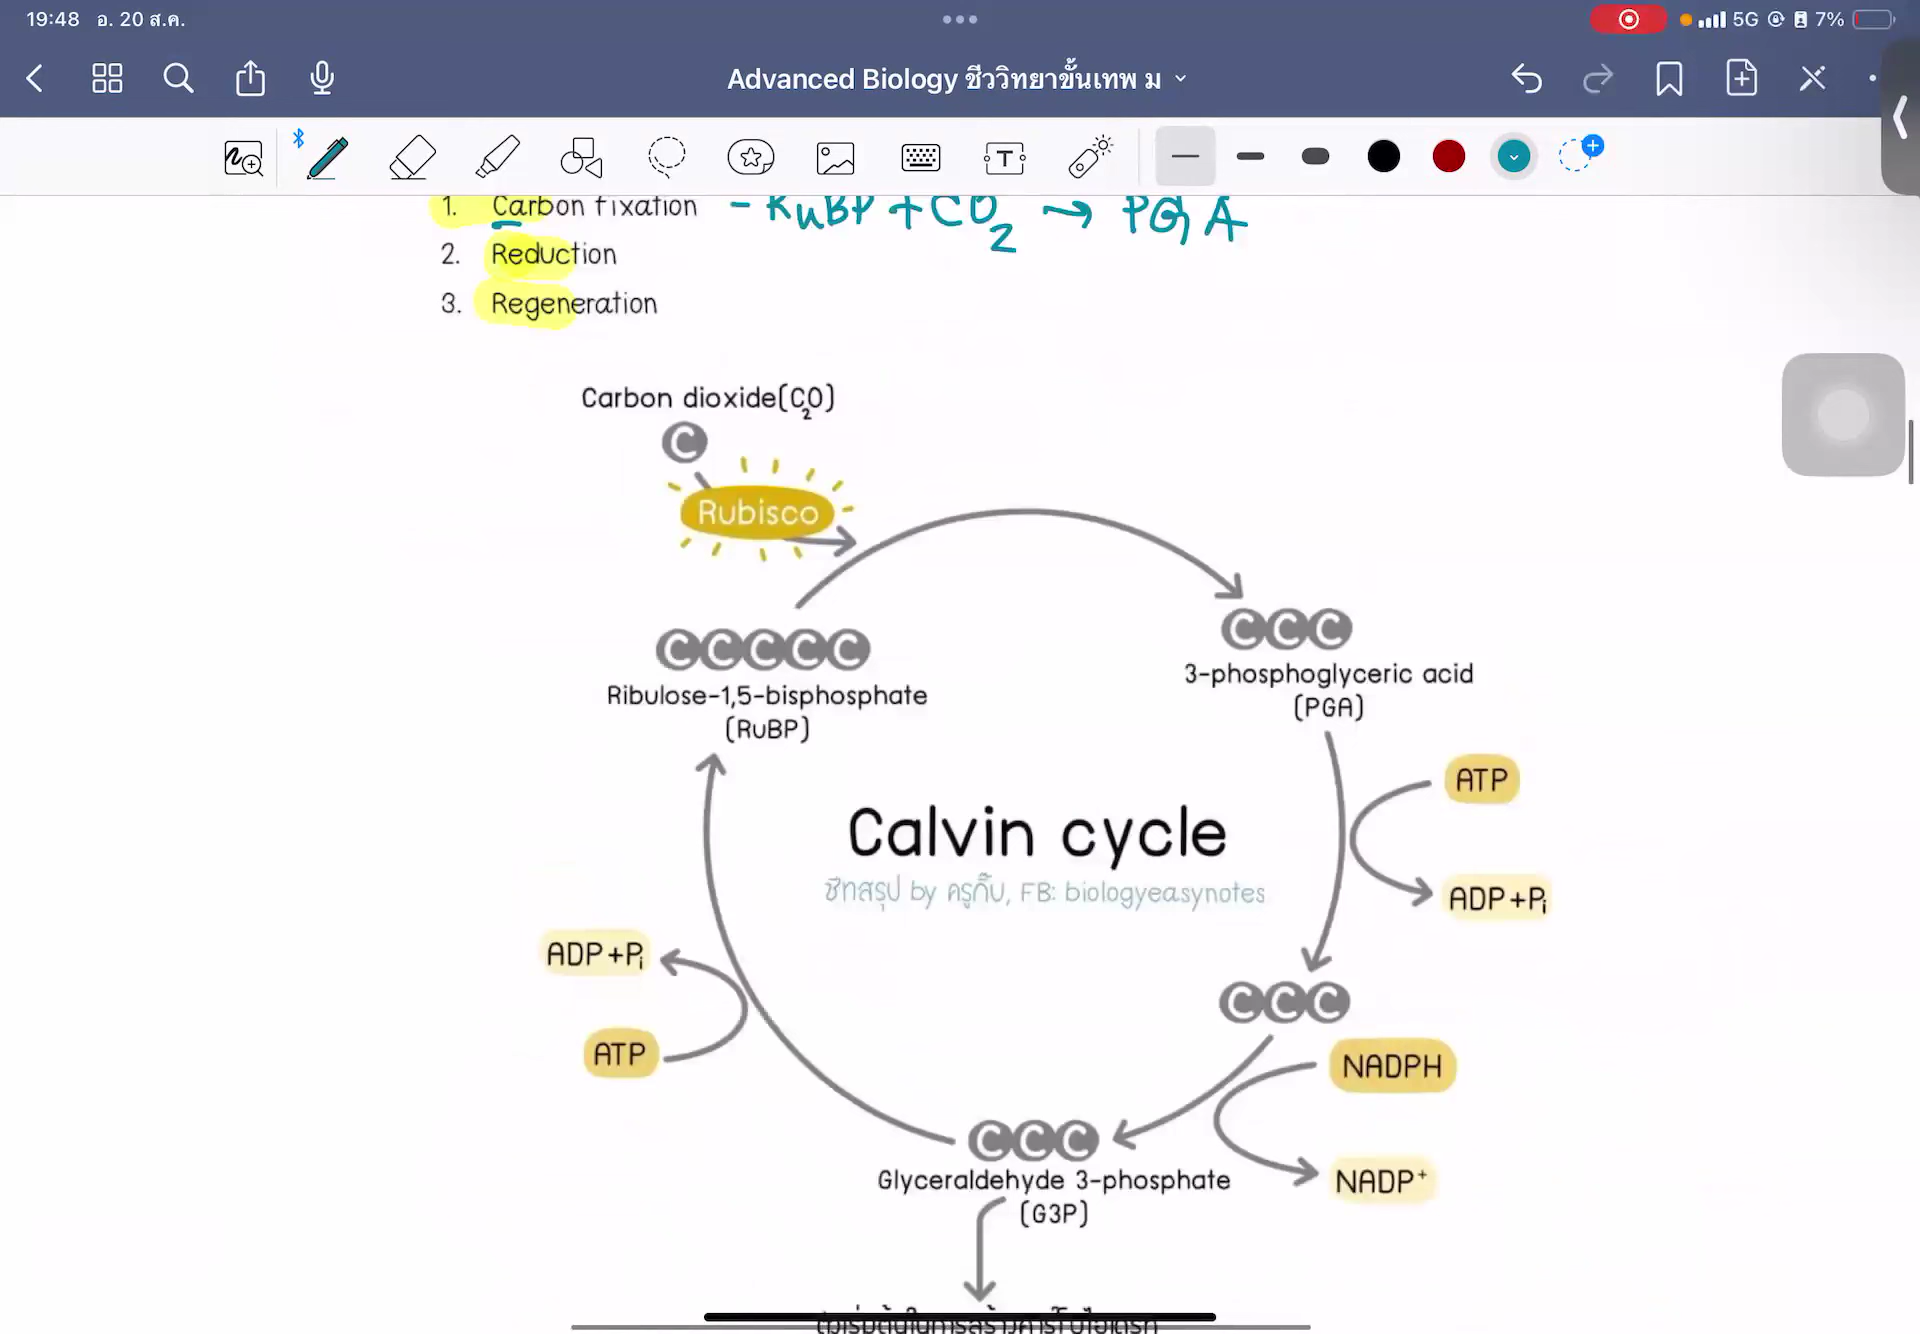 19:48 อ. 20 ส.ค.
5G 7%
Advanced Biology ชีววิทยาขั้นเทพ ม
1. Carbon fixation - RuBP + CO2 → PGA
2. Reduction
3. Regeneration
Carbon dioxide(CO2)
C
Rubisco
CCCCC
Ribulose-1,5-bisphosphate
(RuBP)
CCC
3-phosphoglyceric acid
(PGA)
ATP
ADP+Pi
Calvin cycle
ชีทสรุป by ครูกิ๊บ, FB: biologyeasynotes
ADP+Pi
ATP
CCC
NADPH
NADP+
CCC
Glyceraldehyde 3-phosphate
(G3P)